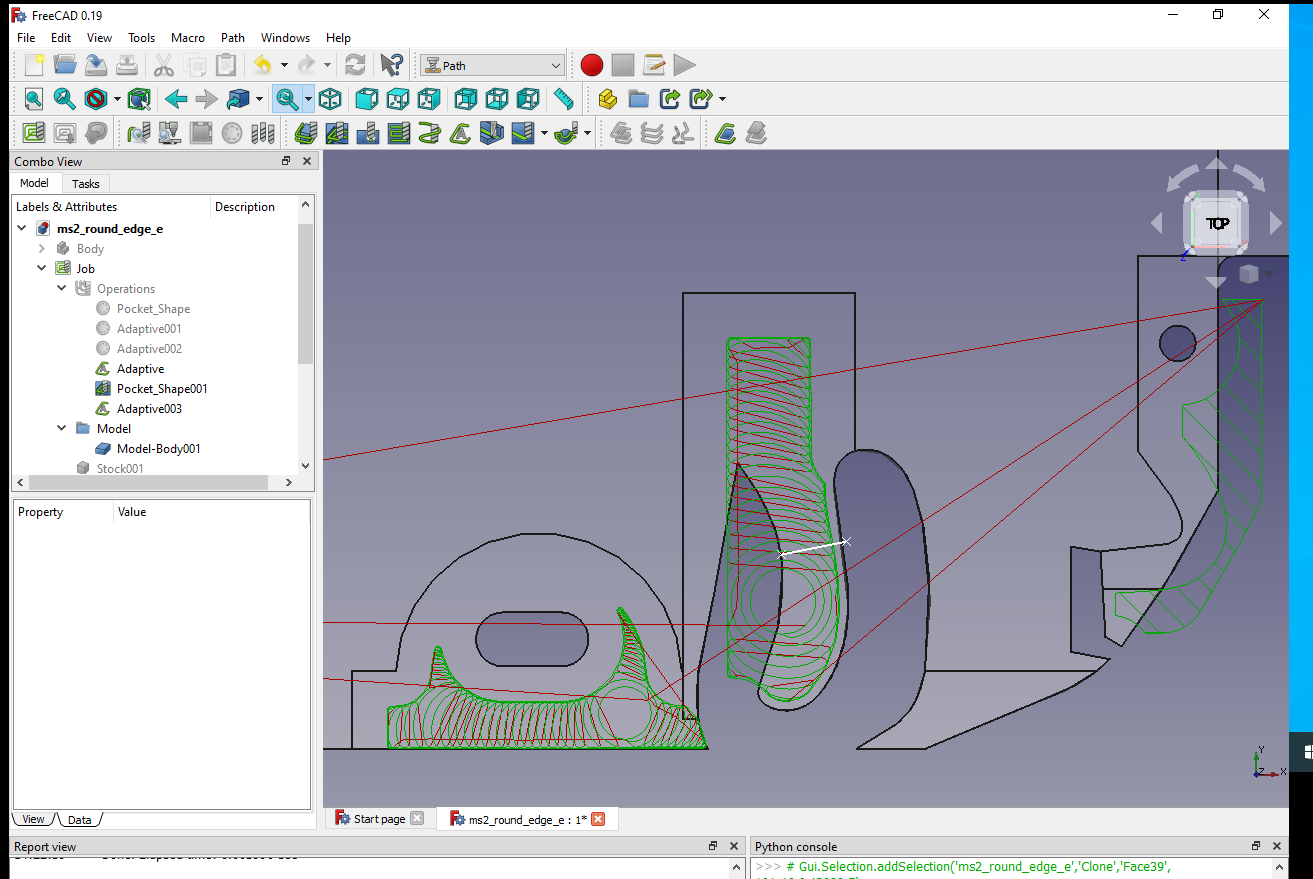 FreeCAD 0.19
File Edit View Tools Macro Path Windows Help
Path
Combo View
Model Tasks
Labels & Attributes Description
ms2_round_edge_e
Body
Job
Operations
Pocket_Shape
Adaptive001
Adaptive002
Adaptive
Pocket_Shape001
Adaptive003
Model
Model-Body001
Stock001
Property Value
TOP
Z
Y
Z X
View Data
Start page ms2_round_edge_e : 1*
Report view
Python console
>>> # Gui.Selection.addSelection('ms2_round_edge_e','Clone','Face39',